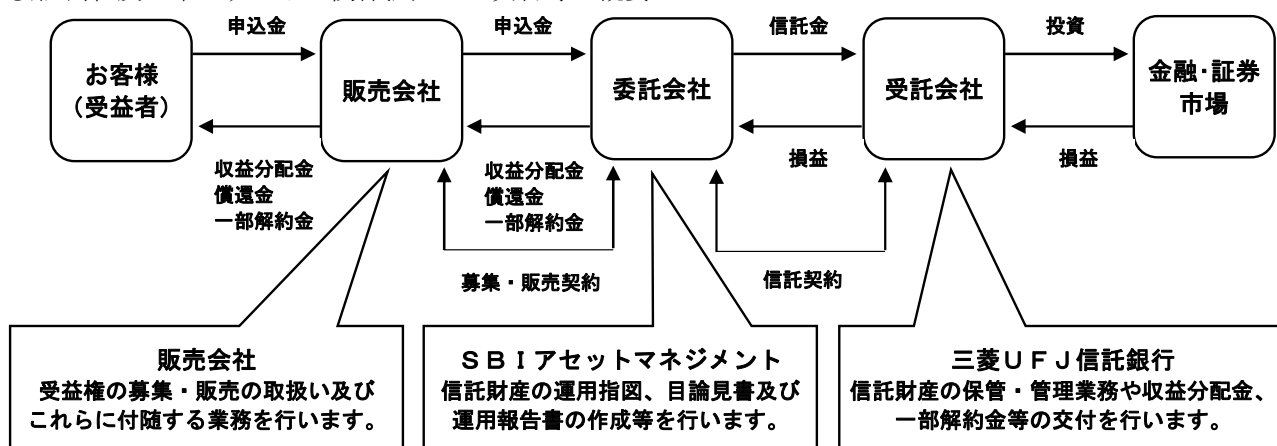 申込金
申込金
信託金
投資
お客様
(受益者)
販売会社
委託会社
受託会社
金融・証券
市場
収益分配金
償還金
一部解約金
収益分配金
償還金
一部解約金
損益
損益
募集・販売契約
信託契約
販売会社
受益権の募集・販売の取扱い及び
これらに付随する業務を行います。
ＳＢＩアセットマネジメント
信託財産の運用指図、目論見書及び
運用報告書の作成等を行います。
三菱ＵＦＪ信託銀行
信託財産の保管・管理業務や収益分配金、
一部解約金等の交付を行います。